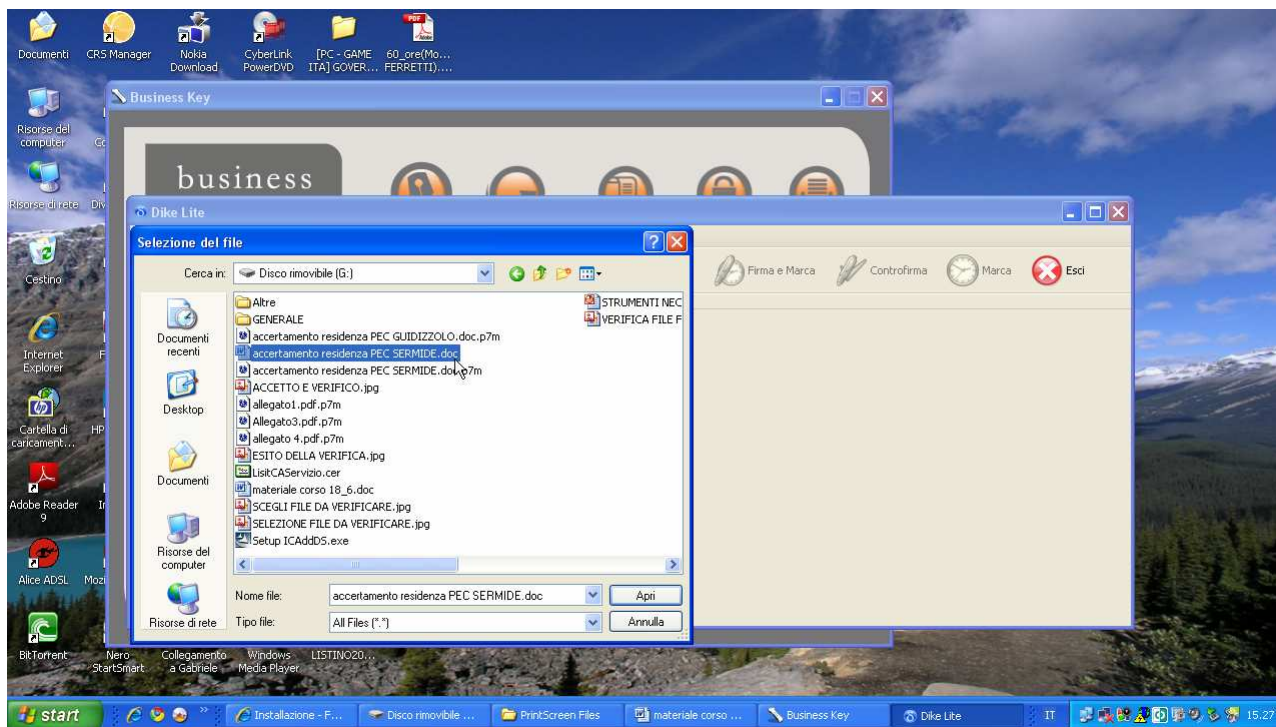 Documenti
CRS Manager
Nokia
Download
CyberLink
PowerDVD
[PC - GAME
ITA] GOVER...
60_ore(Mo...
FERRETTI)....
Business Key
Risorse del
computer
business
Risorse di rete
Dike Lite
Selezione del file
Cerca in:
Disco rimovibile (G:)
Firma e Marca
Controfirma
Marca
Esci
Cestino
Altre
GENERALE
accertamento residenza PEC GUIDIZZOLO.doc.p7m
accertamento residenza PEC SERMIDE.doc
accertamento residenza PEC SERMIDE.doc.p7m
ACCETTO E VERIFICO.jpg
allegato1.pdf.p7m
Allegato3.pdf.p7m
allegato 4.pdf.p7m
ESITO DELLA VERIFICA.jpg
LisitCAServizio.cer
materiale corso 18_6.doc
SCEGLI FILE DA VERIFICARE.jpg
SELEZIONE FILE DA VERIFICARE.jpg
Setup ICAddDS.exe
STRUMENTI NEC
VERIFICA FILE F
Documenti
recenti
Desktop
Documenti
Risorse del
computer
Risorse di rete
Internet
Explorer
Cartella di
caricament...
HP
Adobe Reader
9
Alice ADSL
Mozi
Nome file:
accertamento residenza PEC SERMIDE.doc
Apri
Tipo file:
All Files (*.*)
Annulla
BitTorrent
Nero
StartSmart
Collegamento
a Gabriele
Windows
Media Player
LISTINO20...
start
Installazione - F...
Disco rimovibile ...
PrintScreen Files
materiale corso ...
Business Key
Dike Lite
IT
15.27